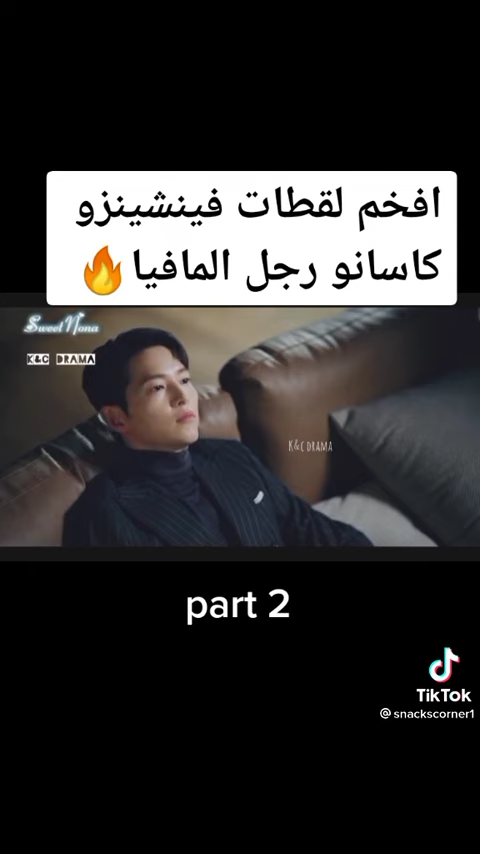 افخم لقطات فينشينزو
كاسانو رجل المافيا🔥
Sweet Nona
K&C DRAMA
K&C DRAMA
part 2
TikTok
@snackscorner1